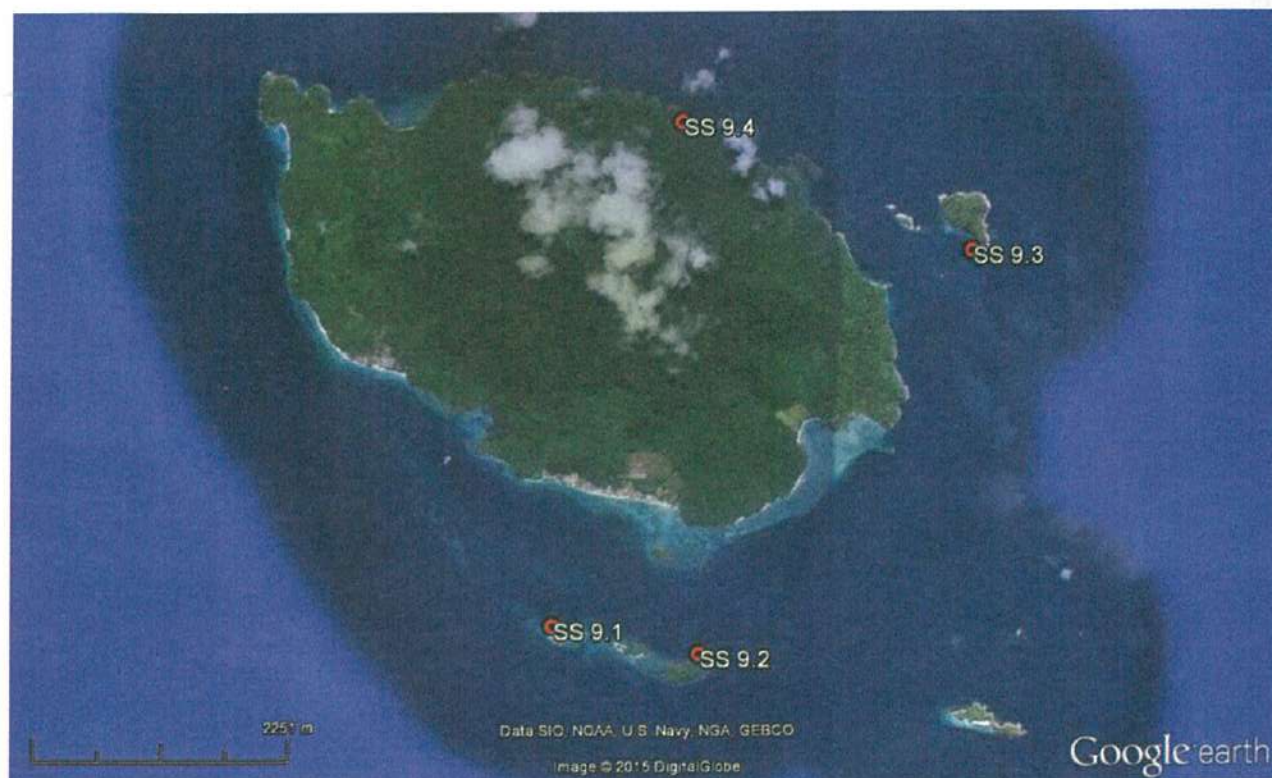 SS 9.4
SS 9.3
SS 9.1
SS 9.2
2251 m
Data SIO, NOAA, U.S. Navy, NGA, GEBCO
Image © 2015 DigitalGlobe
Google earth